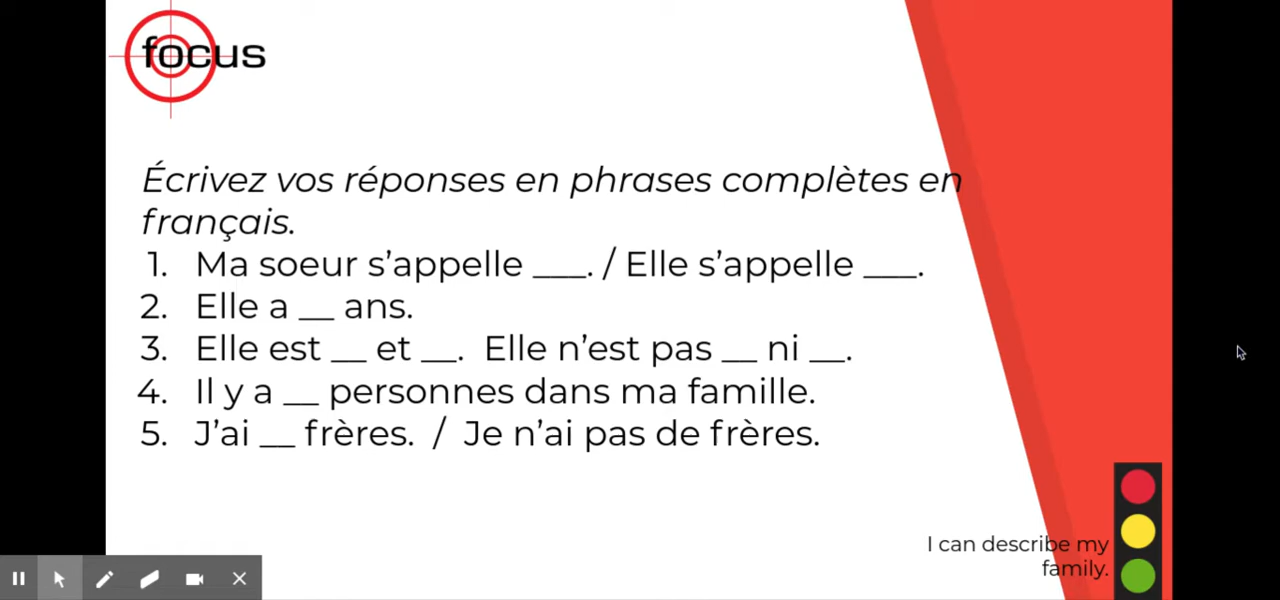 focus
Écrivez vos réponses en phrases complètes en
français.
1. Ma soeur s'appelle ___. / Elle s'appelle ___.
2. Elle a __ ans.
3. Elle est __ et __. Elle n'est pas __ ni __.
4. Il y a __ personnes dans ma famille.
5. J'ai __ frères. / Je n'ai pas de frères.
I can describe my
family.